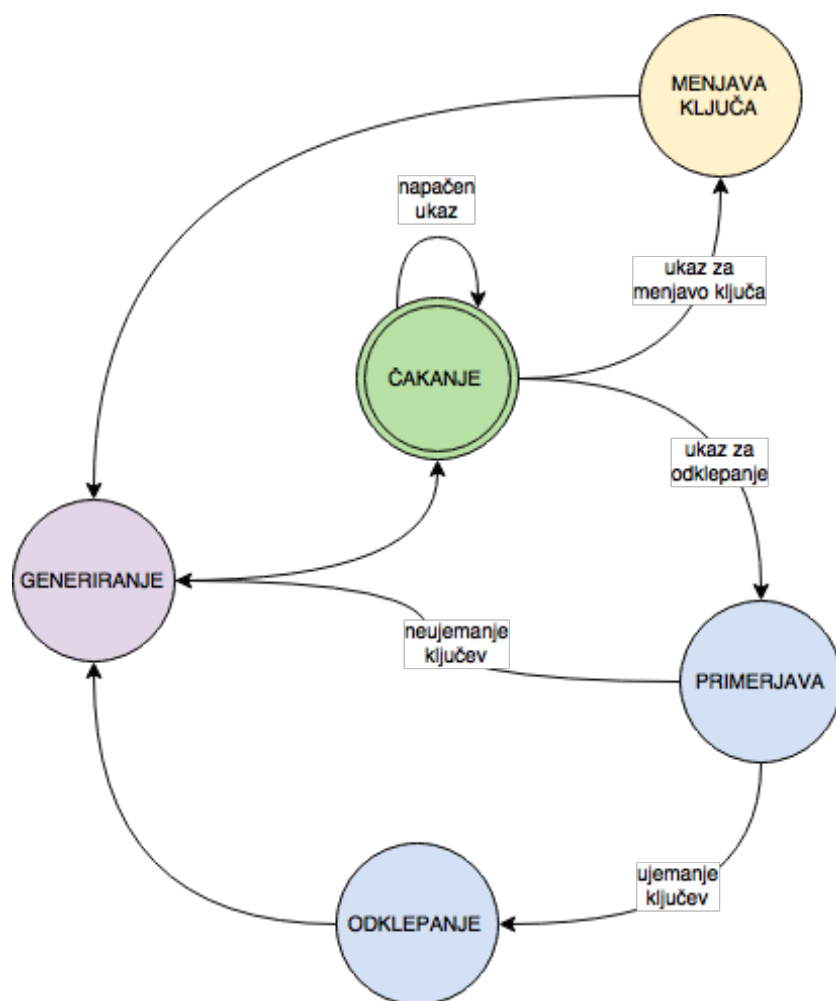 MENJAVA
KLJUČA
napačen
ukaz
ukaz za
menjavo ključa
ČAKANJE
ukaz za
odklepanje
GENERIRANJE
neujemanje
ključev
PRIMERJAVA
ujemanje
ključev
ODKLEPANJE